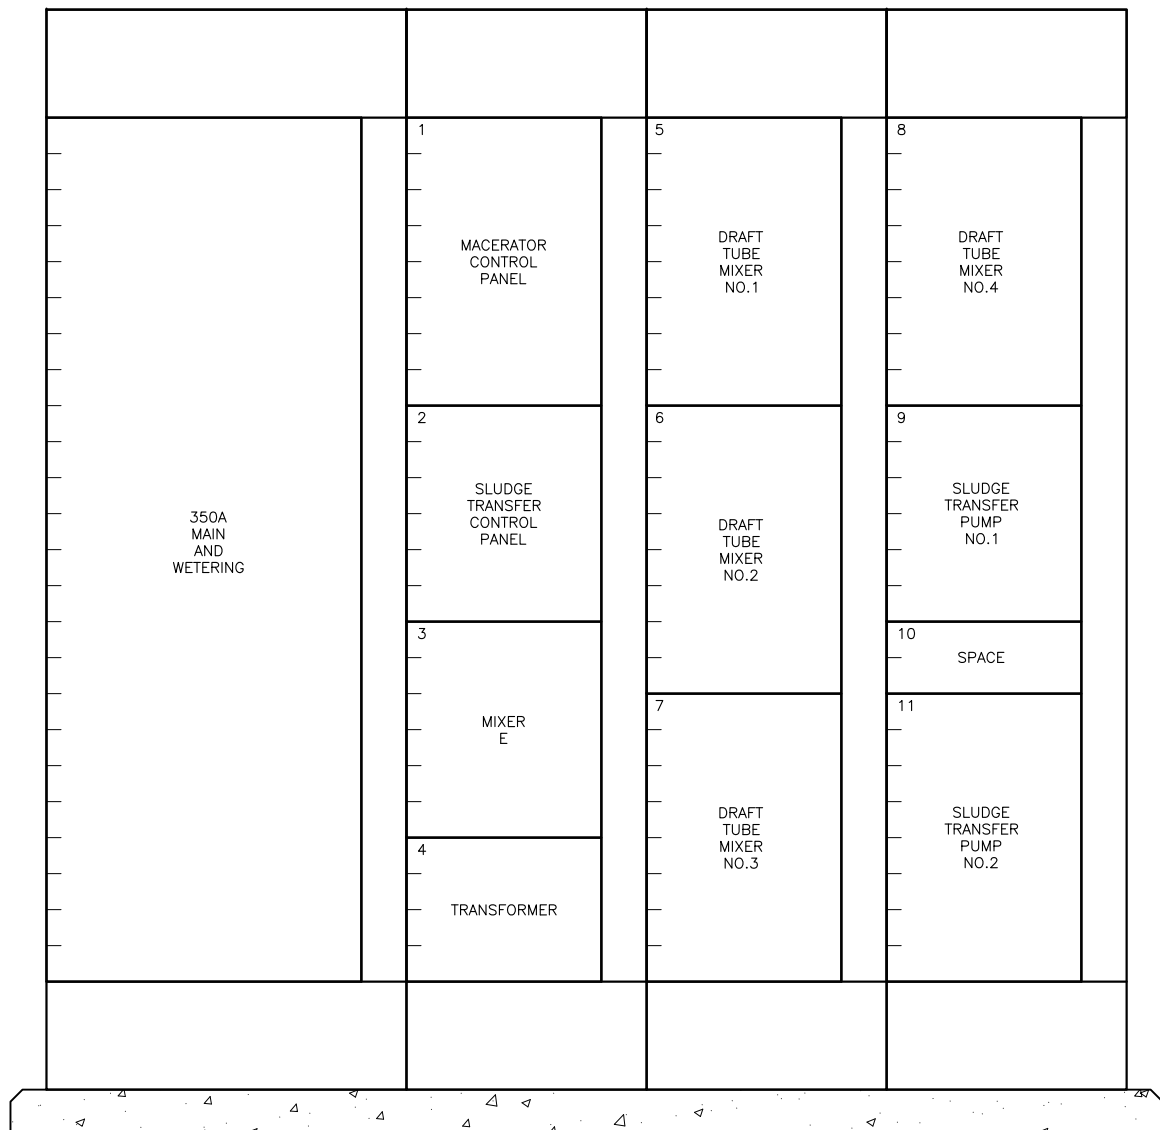 350A
MAIN
AND
WETERING
1
MACERATOR
CONTROL
PANEL
2
SLUDGE
TRANSFER
CONTROL
PANEL
3
MIXER
E
4
TRANSFORMER
5
DRAFT
TUBE
MIXER
NO.1
6
DRAFT
TUBE
MIXER
NO.2
7
DRAFT
TUBE
MIXER
NO.3
8
DRAFT
TUBE
MIXER
NO.4
9
SLUDGE
TRANSFER
PUMP
NO.1
10
SPACE
11
SLUDGE
TRANSFER
PUMP
NO.2